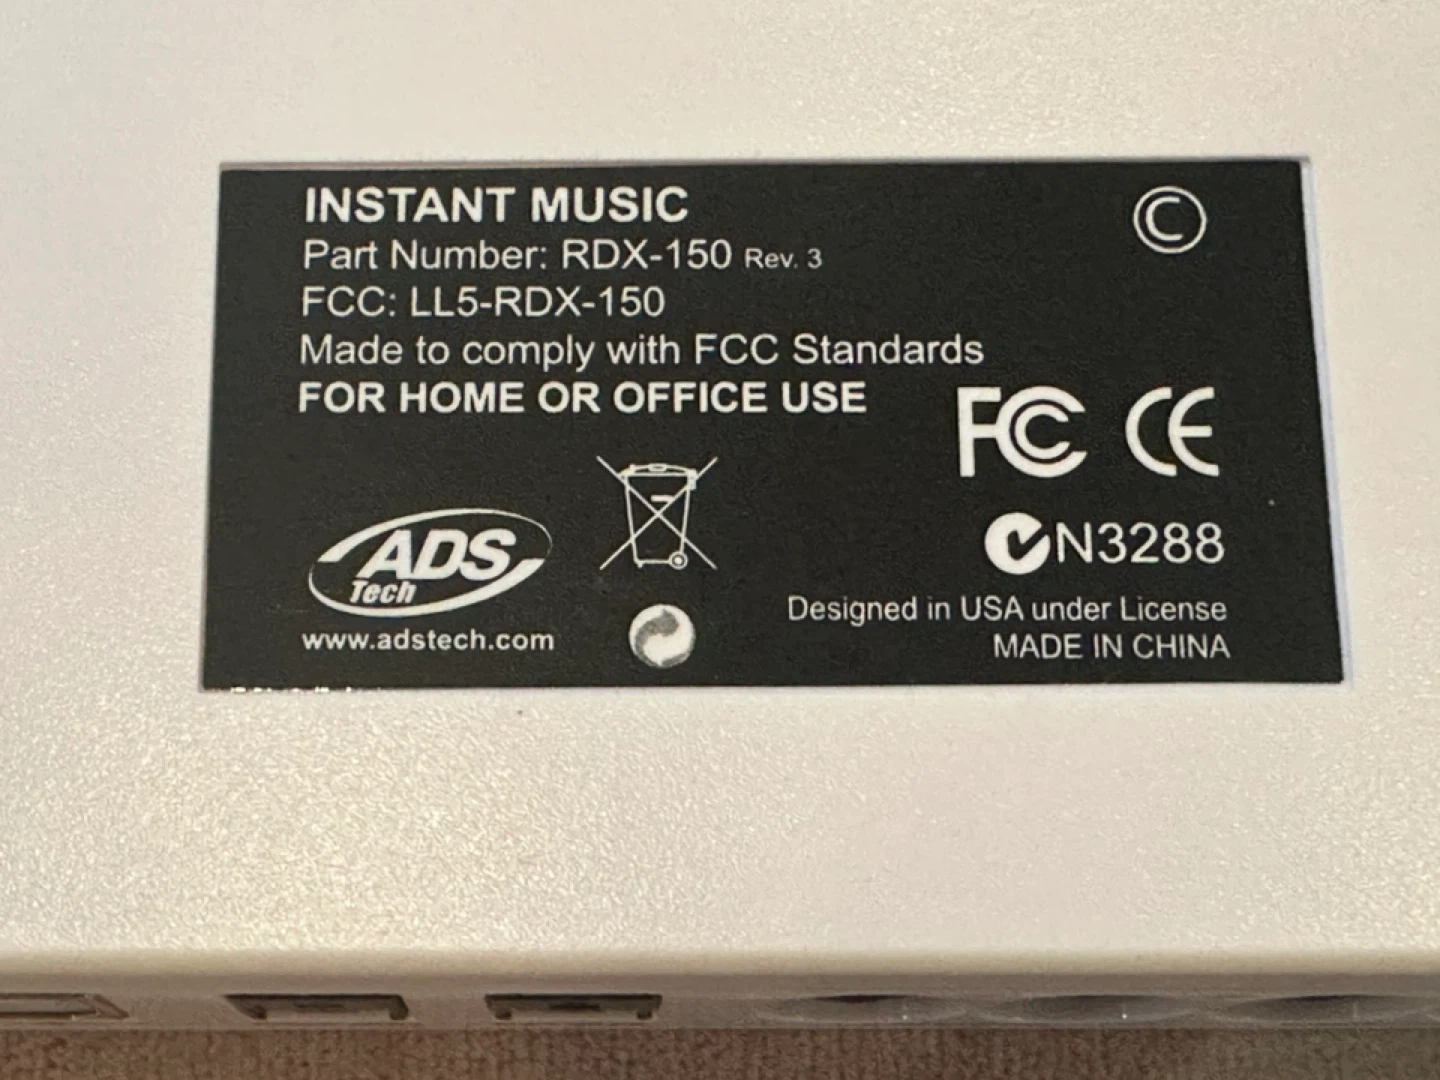 INSTANT MUSIC
©
Part Number: RDX-150 Rev. 3
FCC: LL5-RDX-150
Made to comply with FCC Standards
FOR HOME OR OFFICE USE
FC CE
N3288
ADS
Tech
www.adstech.com
Designed in USA under License
MADE IN CHINA